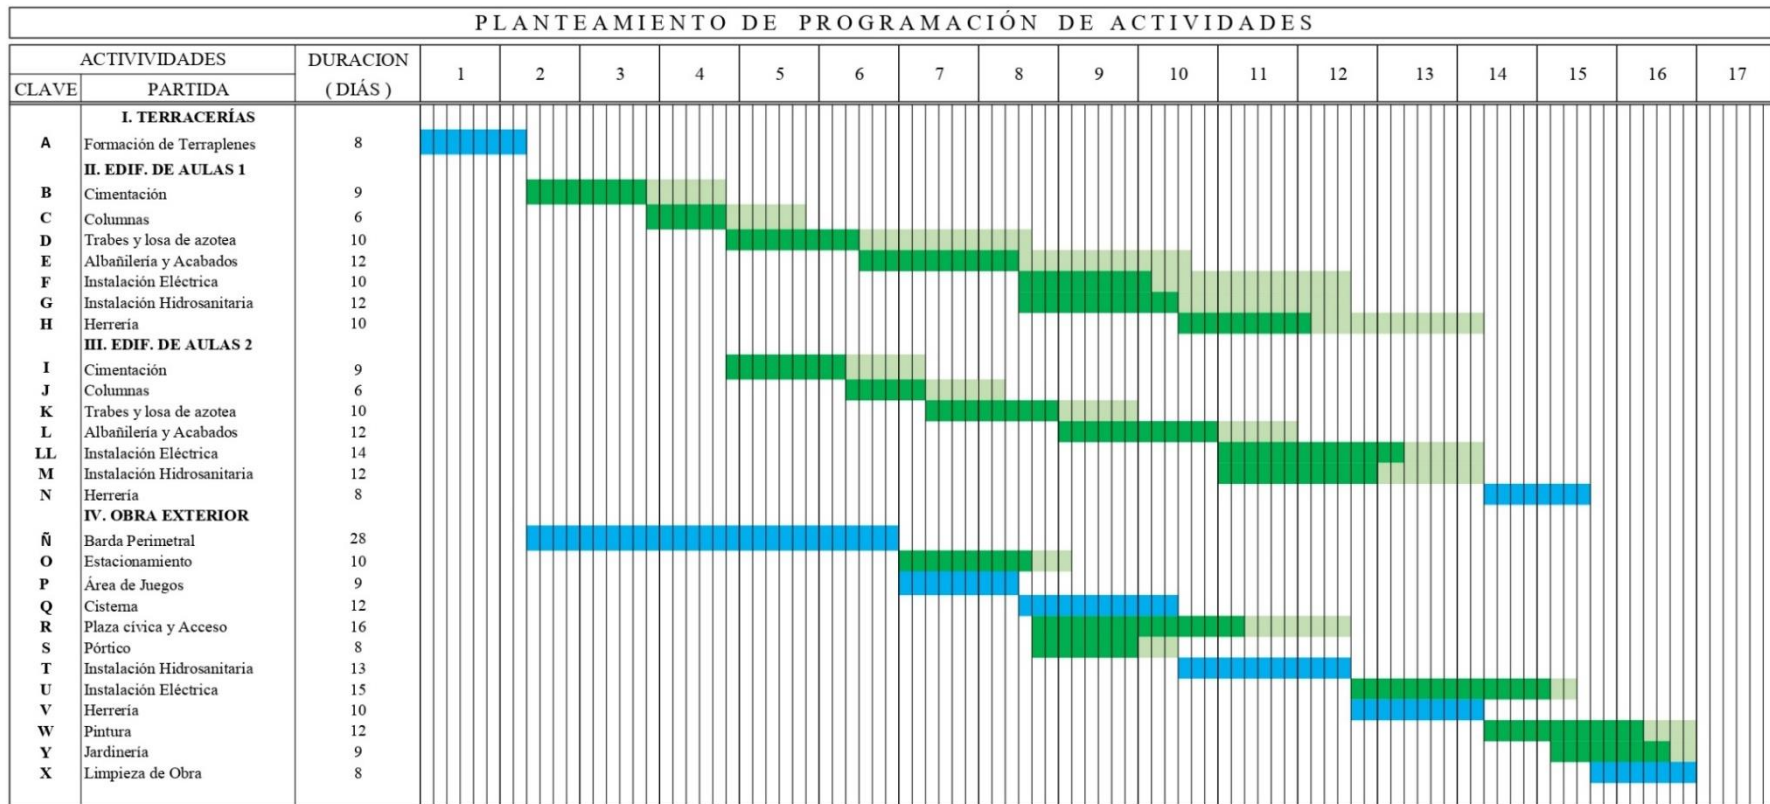 PLANTEAMIENTO DE PROGRAMACIÓN DE ACTIVIDADES
ACTIVIVIDADES DURACION 1 2 3 4 5 6 7 8 9 10 11 12 13 14 15 16 17
CLAVE PARTIDA ( DIÁS )
I. TERRACERÍAS
A Formación de Terraplenes 8
II. EDIF. DE AULAS 1
B Cimentación 9
C Columnas 6
D Trabes y losa de azotea 10
E Albañilería y Acabados 12
F Instalación Eléctrica 10
G Instalación Hidrosanitaria 12
H Herrería 10
III. EDIF. DE AULAS 2
I Cimentación 9
J Columnas 6
K Trabes y losa de azotea 10
L Albañilería y Acabados 12
LL Instalación Eléctrica 14
M Instalación Hidrosanitaria 12
N Herrería 8
IV. OBRA EXTERIOR
Ñ Barda Perimetral 28
O Estacionamiento 10
P Área de Juegos 9
Q Cisterna 12
R Plaza cívica y Acceso 16
S Pórtico 8
T Instalación Hidrosanitaria 13
U Instalación Eléctrica 15
V Herrería 10
W Pintura 12
Y Jardinería 9
X Limpieza de Obra 8